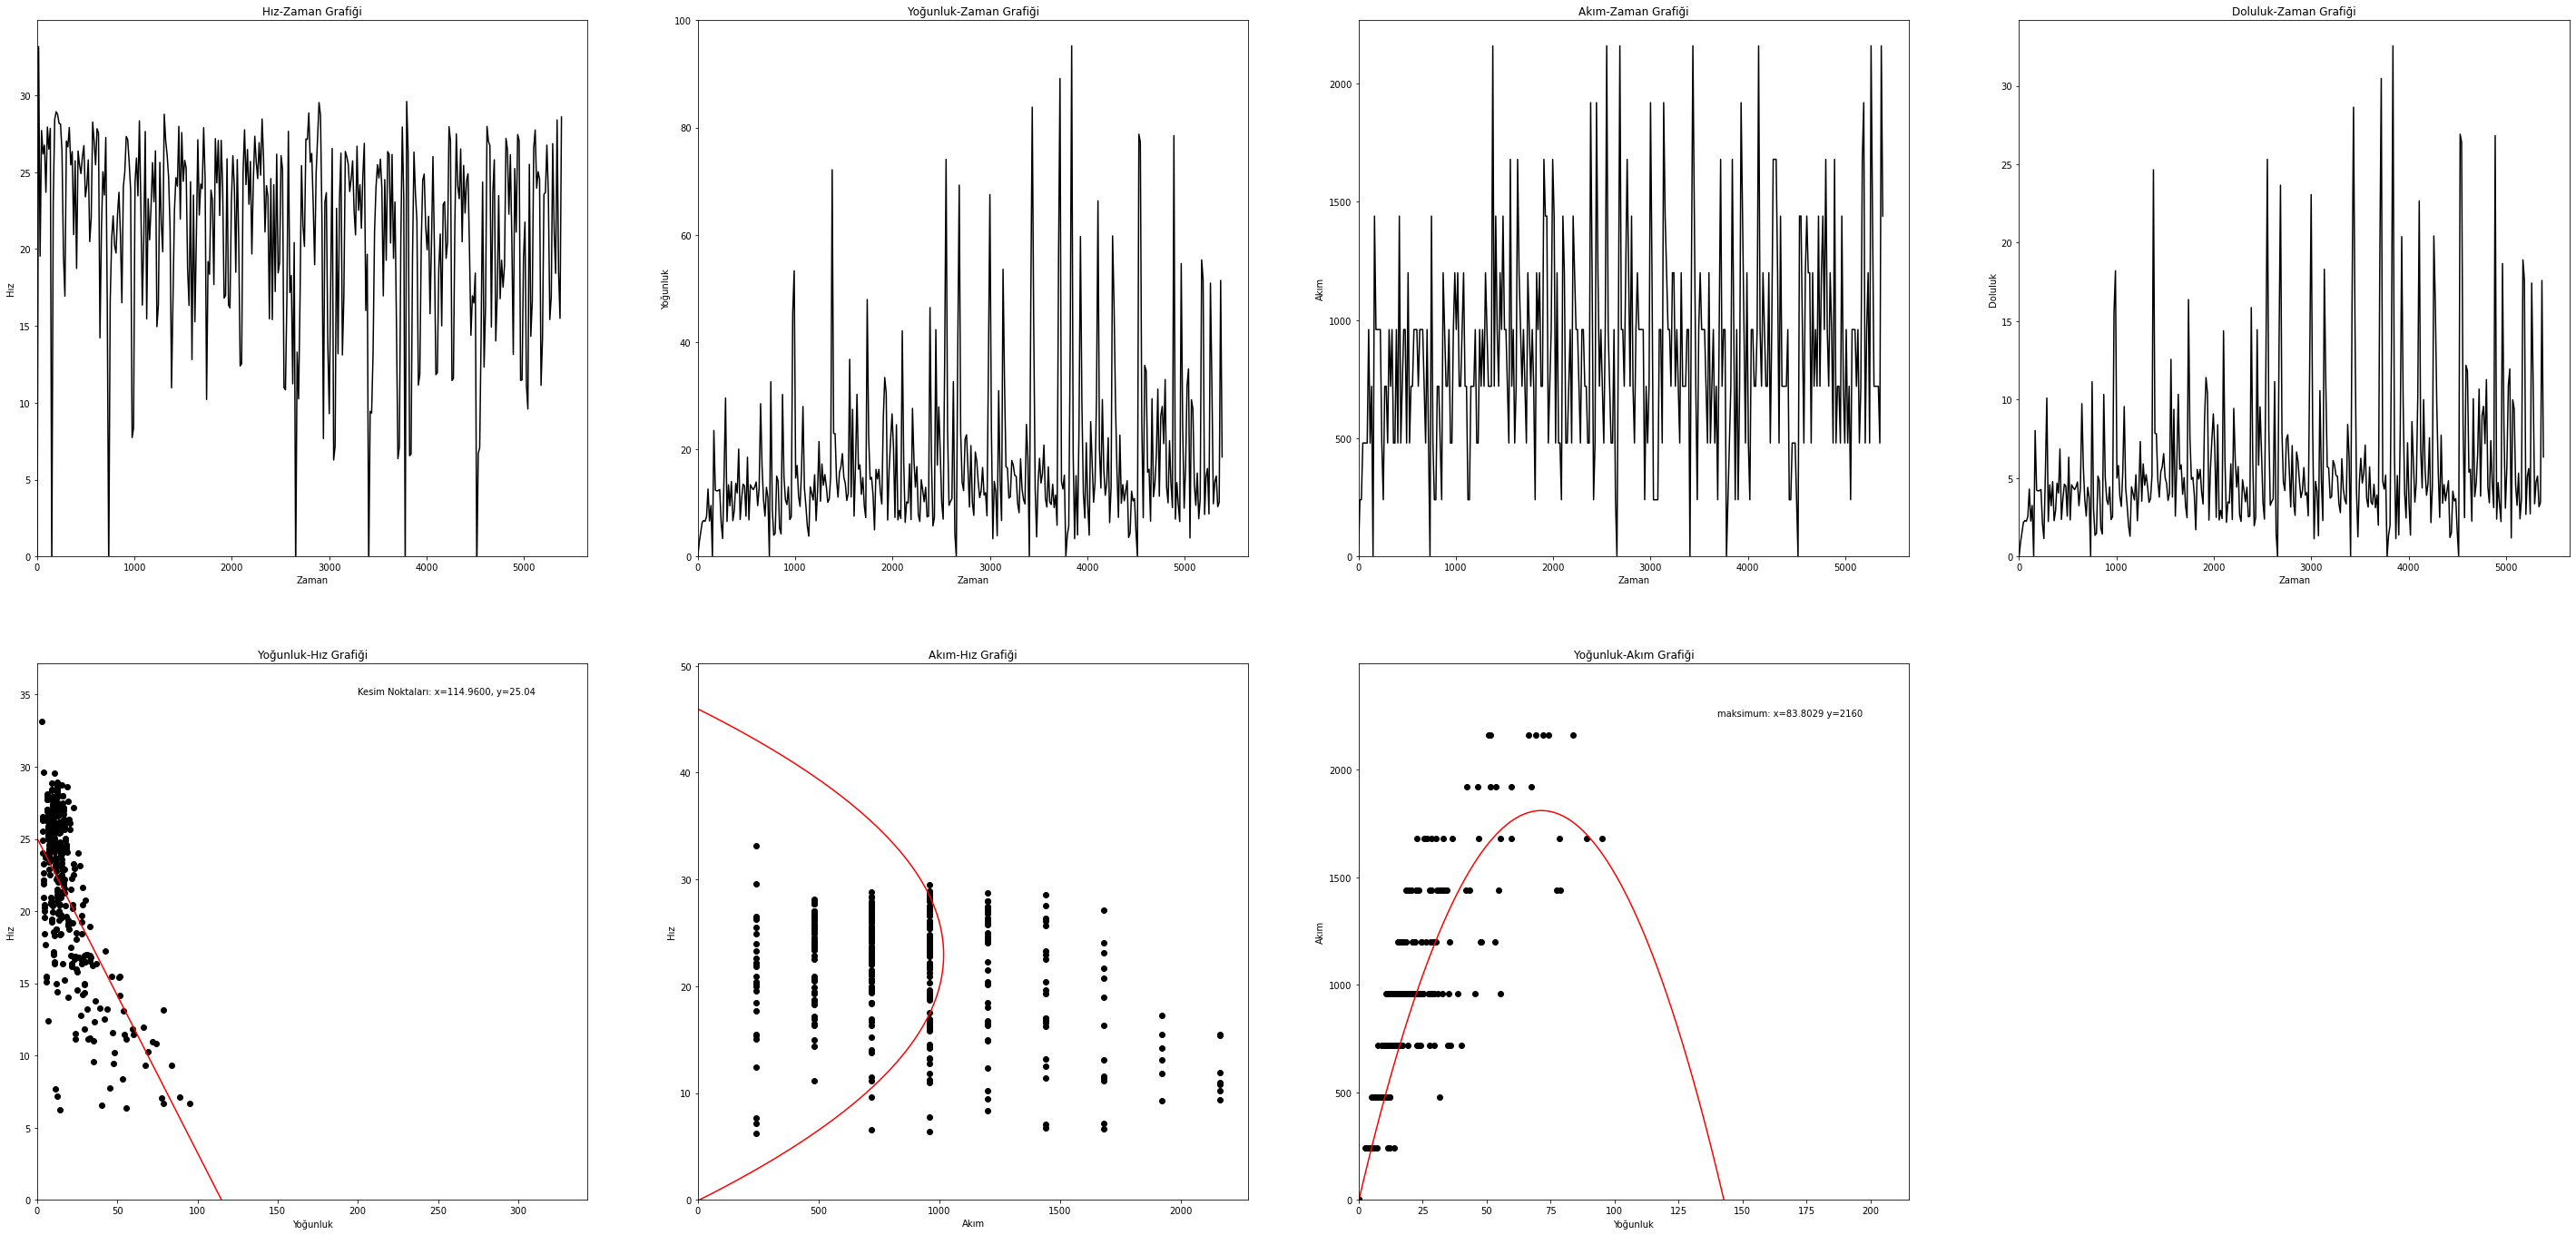 Hız-Zaman Grafiği
30
25
20
15
10
5
0
Hız
0 1000 2000 3000 4000 5000
Zaman
Yoğunluk-Zaman Grafiği
100
80
60
40
20
0
Yoğunluk
0 1000 2000 3000 4000 5000
Zaman
Akım-Zaman Grafiği
2000
1500
1000
500
0
Akım
0 1000 2000 3000 4000 5000
Zaman
Doluluk-Zaman Grafiği
30
25
20
15
10
5
0
Doluluk
0 1000 2000 3000 4000 5000
Zaman
Yoğunluk-Hız Grafiği
Kesim Noktaları: x=114.9600, y=25.04
35
30
25
20
15
10
5
0
Hız
0 50 100 150 200 250 300
Yoğunluk
Akım-Hız Grafiği
50
40
30
20
10
0
Hız
0 500 1000 1500 2000
Akım
Yoğunluk-Akım Grafiği
maksimum: x=83.8029 y=2160
2000
1500
1000
500
0
Akım
0 25 50 75 100 125 150 175 200
Yoğunluk